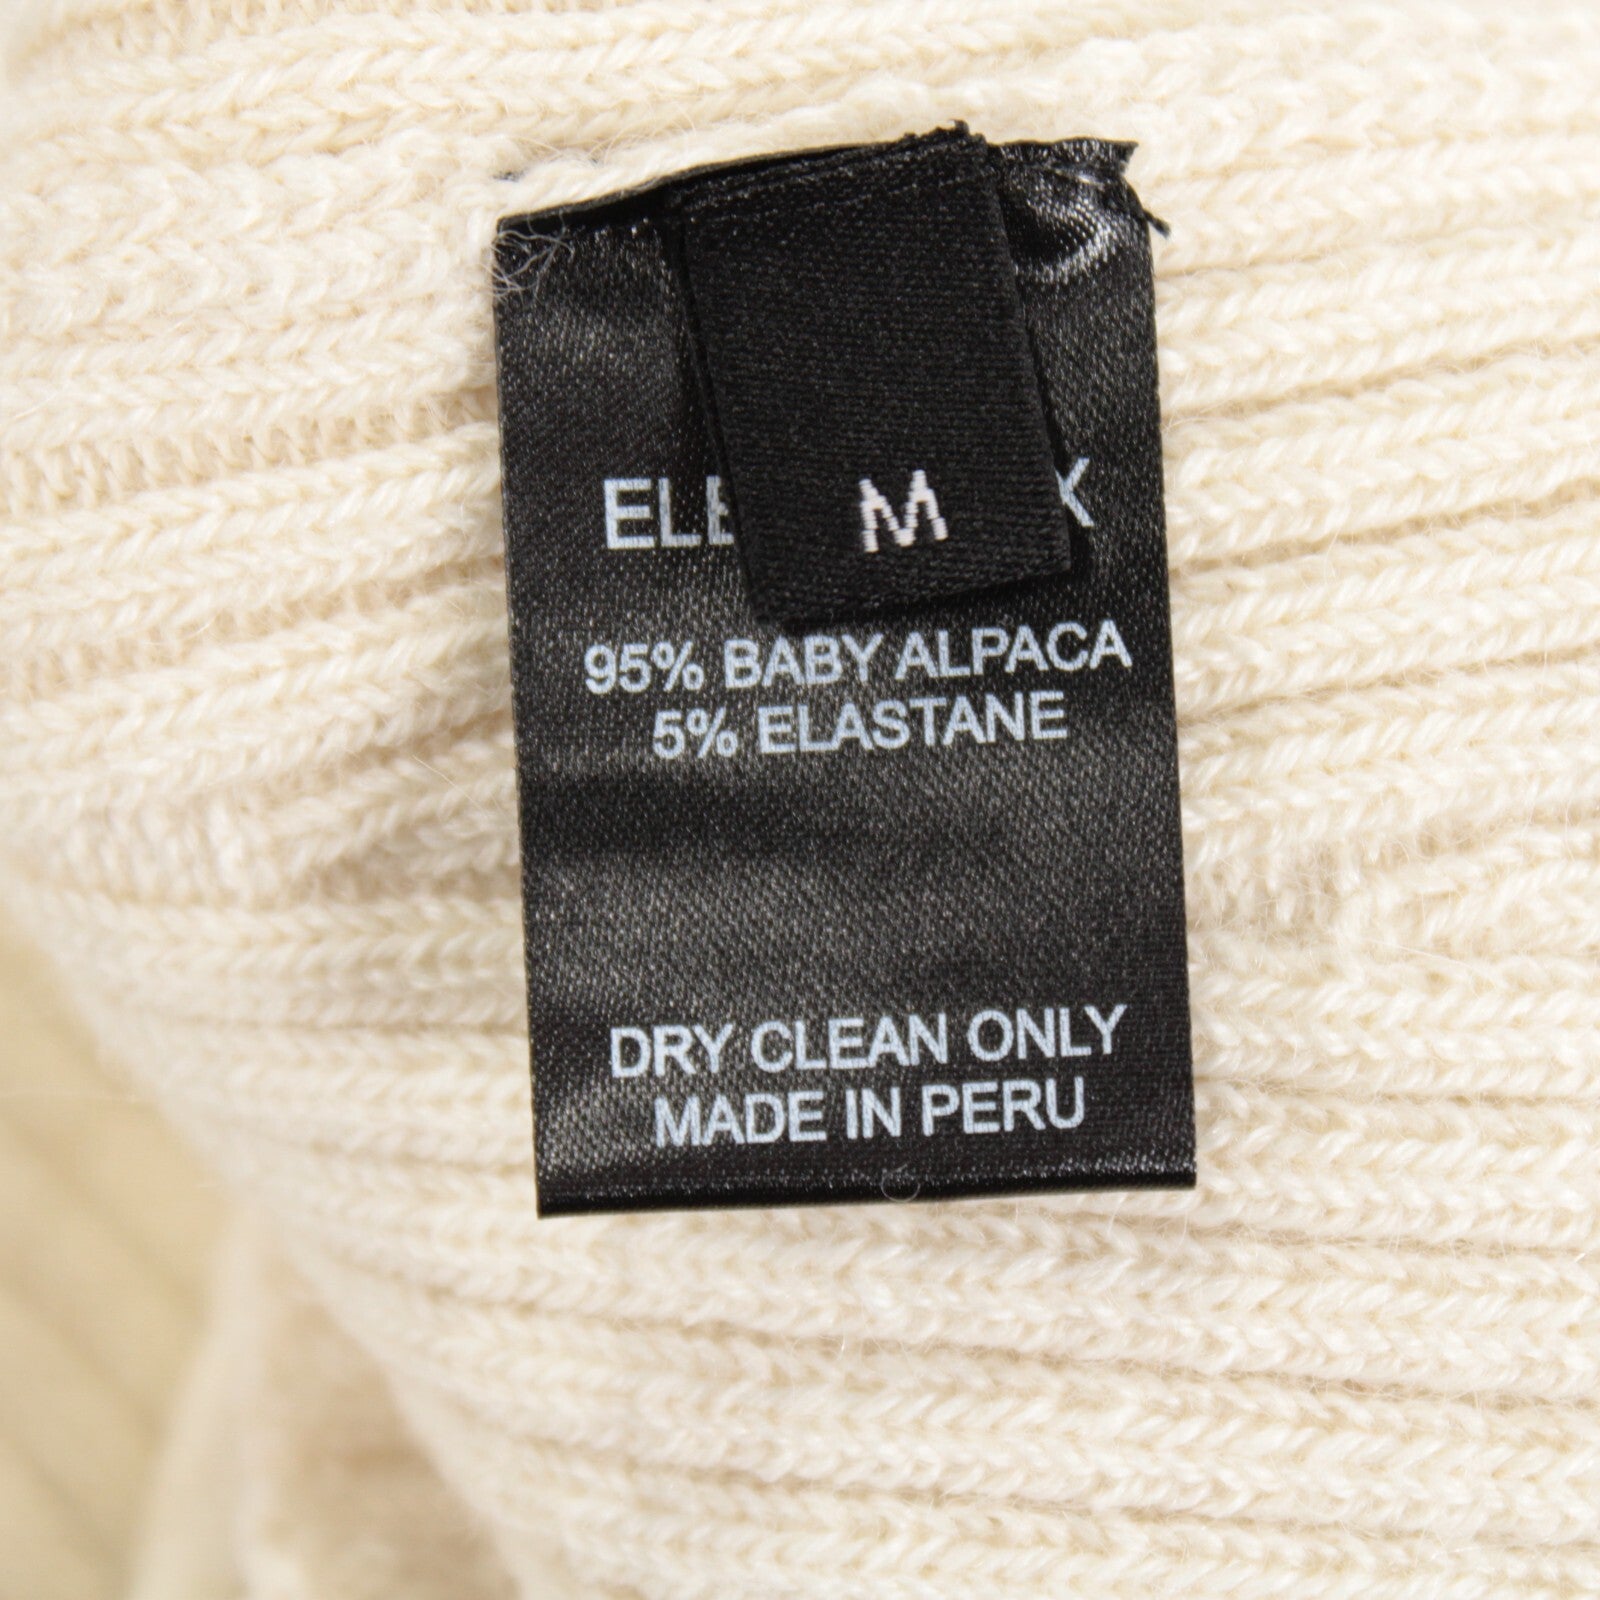 M
95% BABY ALPACA
5% ELASTANE
DRY CLEAN ONLY
MADE IN PERU